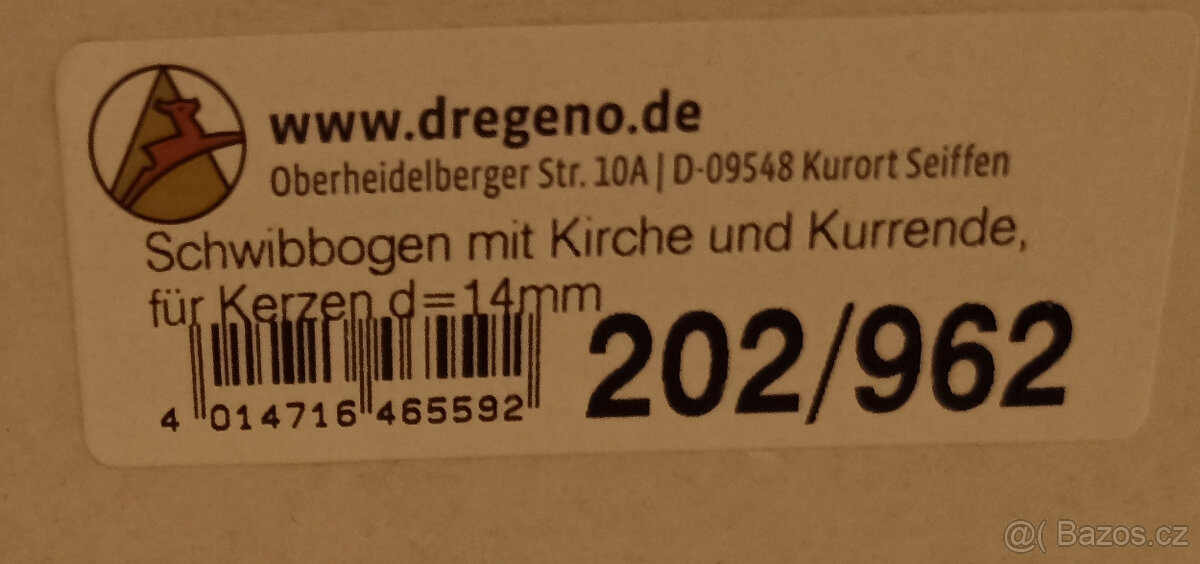 www.dregeno.de
Oberheidelberger Str. 10A | D-09548 Kurort Seiffen
Schwibbogen mit Kirche und Kurrende,
für Kerzen d=14mm
202/962
4 014716 465592
@( Bazos.cz